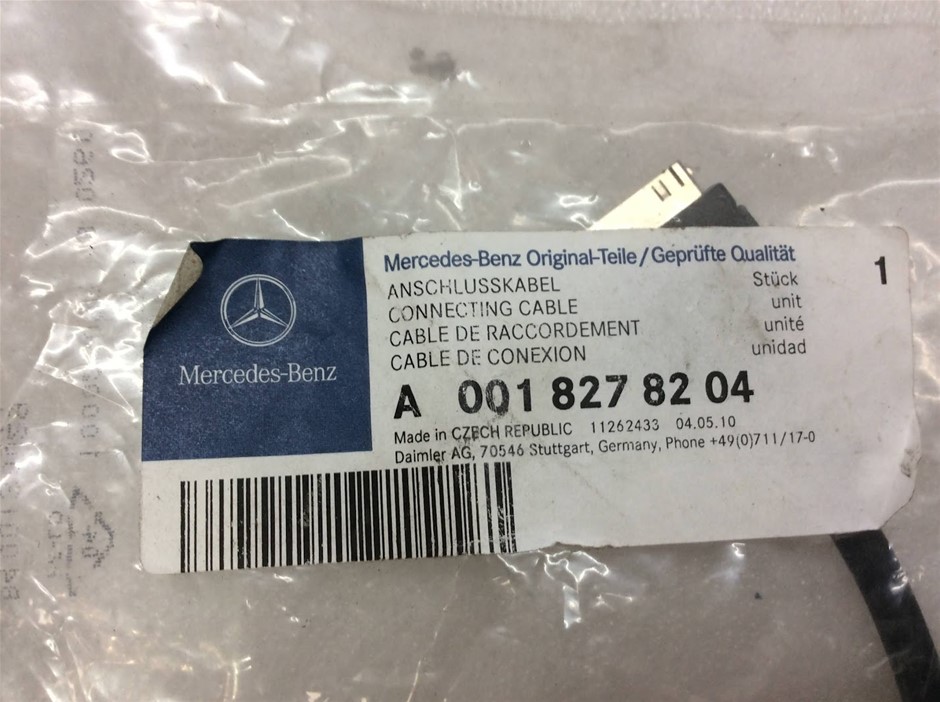 Mercedes-Benz
Mercedes-Benz Original-Teile/Geprüfte Qualität
1
ANSCHLUSSKABEL Stück
CONNECTING CABLE unit
CABLE DE RACCORDEMENT unité
CABLE DE CONEXION unidad
A 001 827 82 04
Made in CZECH REPUBLIC 11262433 04.05.10
Daimler AG, 70546 Stuttgart, Germany, Phone +49(0)711/17-0